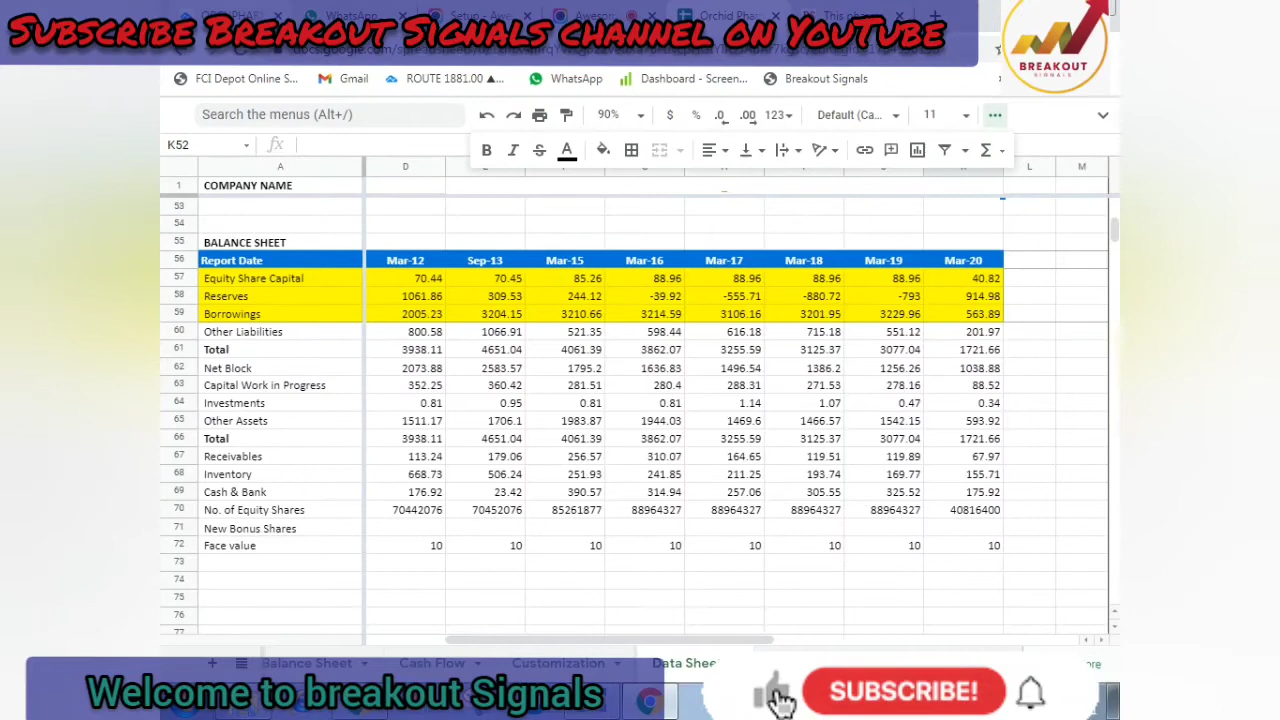 Subscribe Breakout Signals channel on YouTube
BREAKOUT
SIGNALS
FCI Depot Online S... Gmail ROUTE 1881.00 ▲... WhatsApp Dashboard - Screen... Breakout Signals
Search the menus (Alt+/) 90% $ % .0 .00 123 Default (Ca... 11 ...
K52 fx
B I S A Σ
A D L M
1 COMPANY NAME
53
54
55 BALANCE SHEET
56 Report Date Mar-12 Sep-13 Mar-15 Mar-16 Mar-17 Mar-18 Mar-19 Mar-20
57 Equity Share Capital 70.44 70.45 85.26 88.96 88.96 88.96 88.96 40.82
58 Reserves 1061.86 309.53 244.12 -39.92 -555.71 -880.72 -793 914.98
59 Borrowings 2005.23 3204.15 3210.66 3214.59 3106.16 3201.95 3229.96 563.89
60 Other Liabilities 800.58 1066.91 521.35 598.44 616.18 715.18 551.12 201.97
61 Total 3938.11 4651.04 4061.39 3862.07 3255.59 3125.37 3077.04 1721.66
62 Net Block 2073.88 2583.57 1795.2 1636.83 1496.54 1386.2 1256.26 1038.88
63 Capital Work in Progress 352.25 360.42 281.51 280.4 288.31 271.53 278.16 88.52
64 Investments 0.81 0.95 0.81 0.81 1.14 1.07 0.47 0.34
65 Other Assets 1511.17 1706.1 1983.87 1944.03 1469.6 1466.57 1542.15 593.92
66 Total 3938.11 4651.04 4061.39 3862.07 3255.59 3125.37 3077.04 1721.66
67 Receivables 113.24 179.06 256.57 310.07 164.65 119.51 119.89 67.97
68 Inventory 668.73 506.24 251.93 241.85 211.25 193.74 169.77 155.71
69 Cash & Bank 176.92 23.42 390.57 314.94 257.06 305.55 325.52 175.92
70 No. of Equity Shares 70442076 70452076 85261877 88964327 88964327 88964327 88964327 40816400
71 New Bonus Shares
72 Face value 10 10 10 10 10 10 10 10
73
74
75
76
77
Balance Sheet Cash Flow Customization Data Shee
Welcome to breakout Signals
SUBSCRIBE!